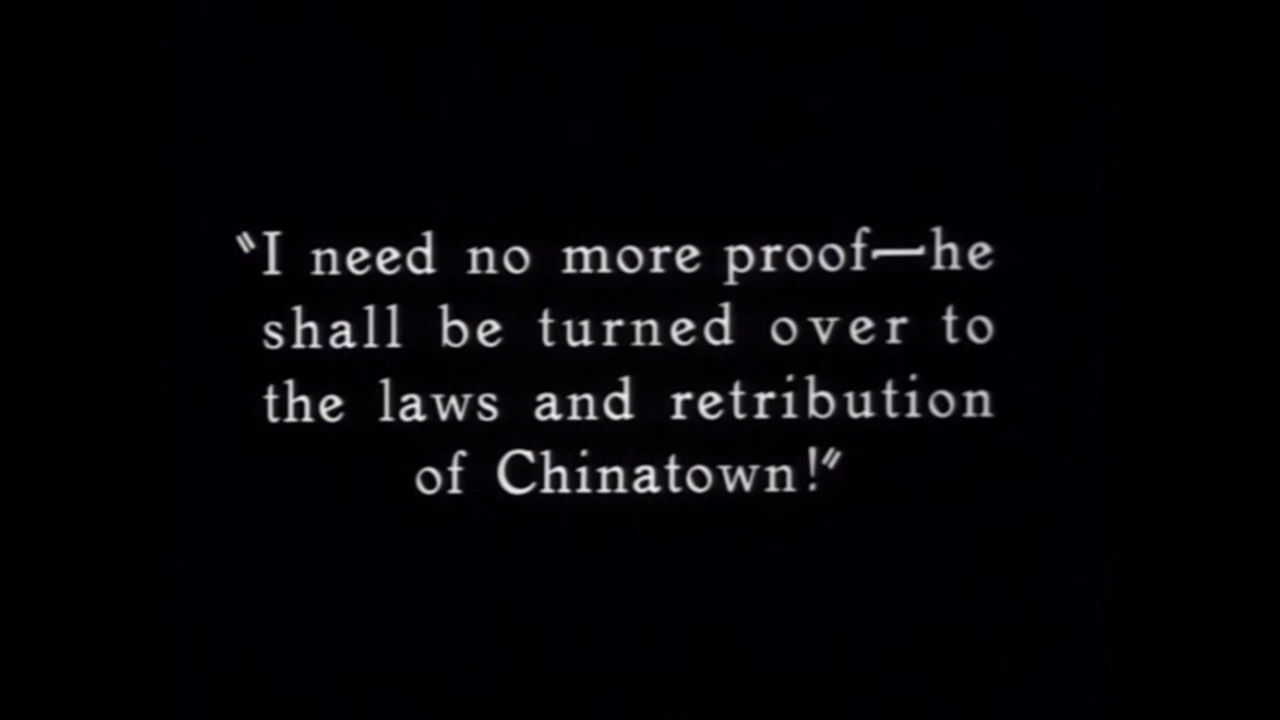 "I need no more proof—he
shall be turned over to
the laws and retribution
of Chinatown!"